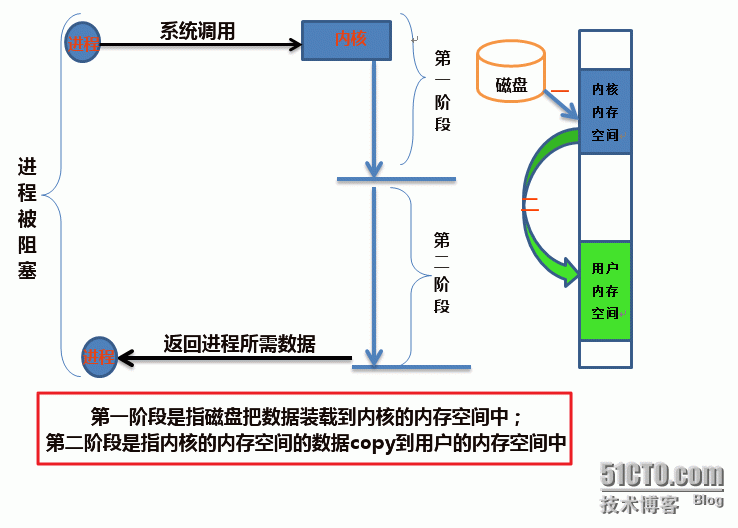 进程
系统调用
内核
第一阶段
磁盘
一
内核
内存
空间
进程被阻塞
二
第二阶段
用户
内存
空间
进程
返回进程所需数据
第一阶段是指磁盘把数据装载到内核的内存空间中；
第二阶段是指内核的内存空间的数据copy到用户的内存空间中
51CTO.com
技术博客 Blog